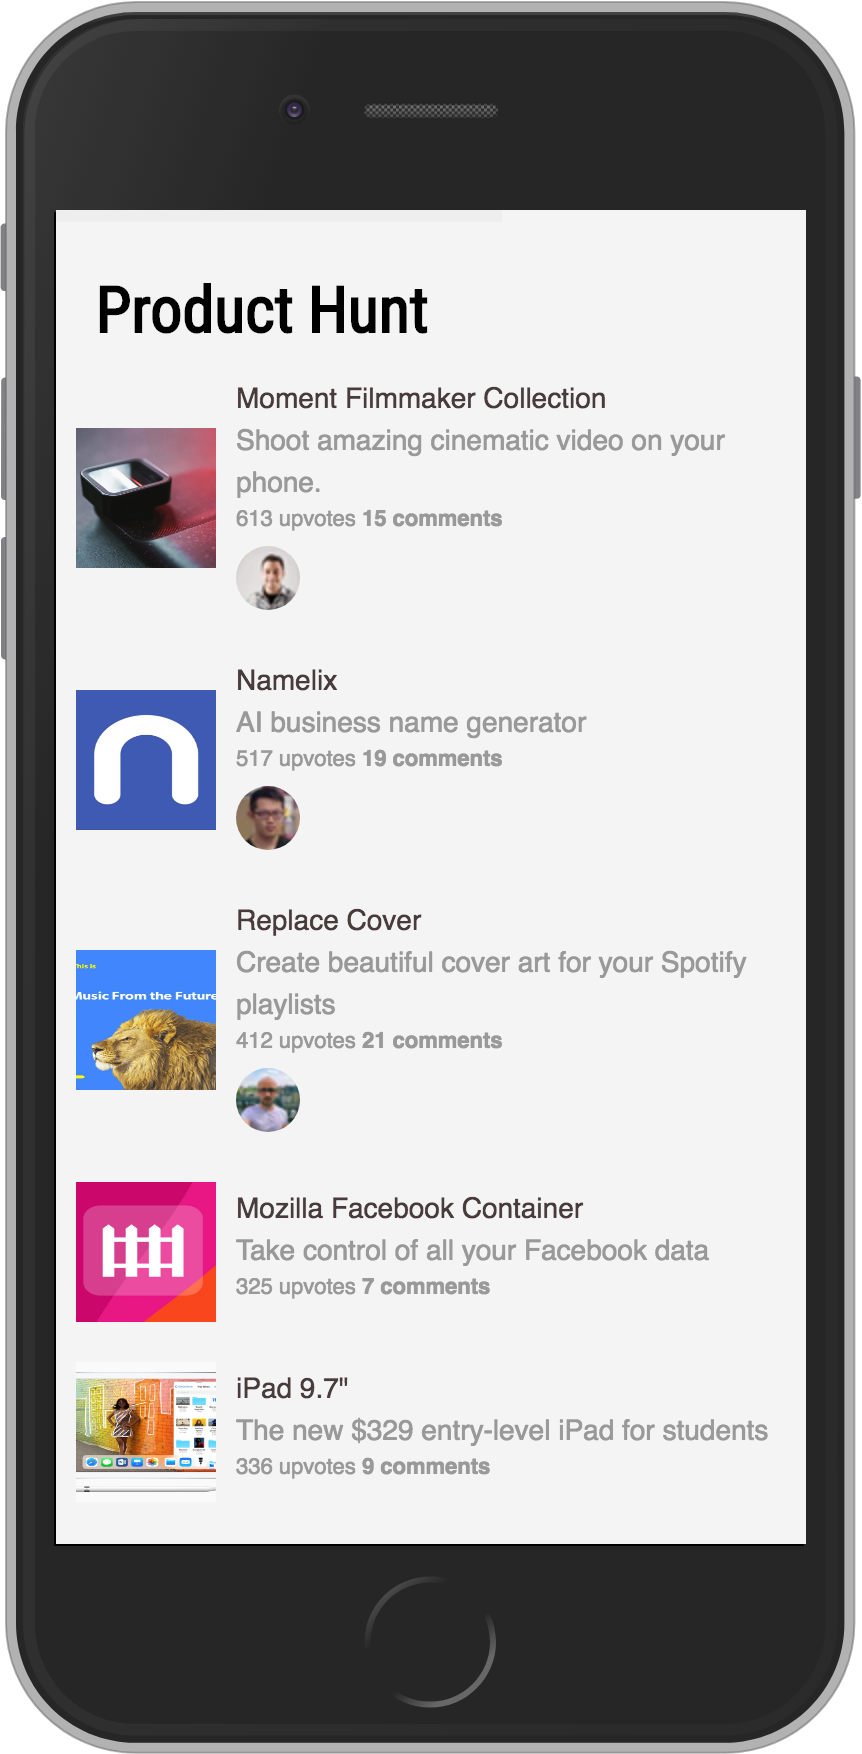 Product Hunt
Moment Filmmaker Collection
Shoot amazing cinematic video on your
phone.
613 upvotes 15 comments
Namelix
AI business name generator
517 upvotes 19 comments
This Is
Music From the Future
Replace Cover
Create beautiful cover art for your Spotify
playlists
412 upvotes 21 comments
Mozilla Facebook Container
Take control of all your Facebook data
325 upvotes 7 comments
iPad 9.7"
The new $329 entry-level iPad for students
336 upvotes 9 comments